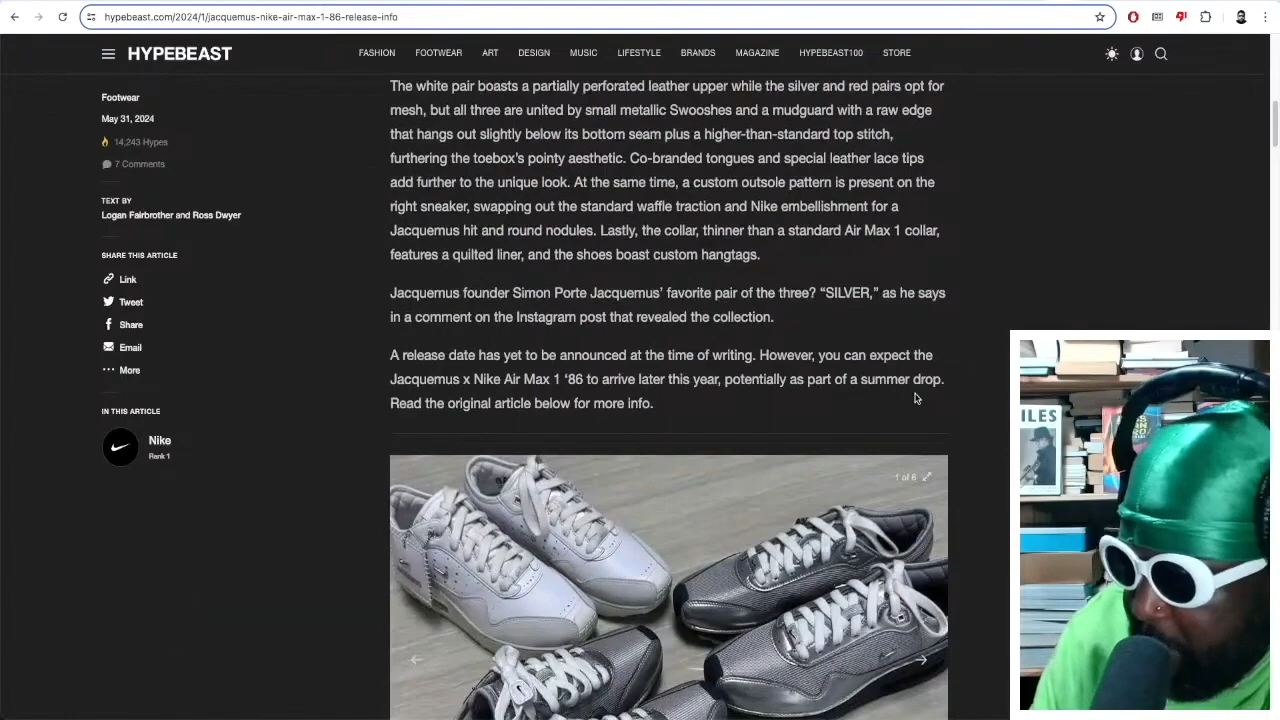 hypebeast.com/2024/1/jacquemus-nike-air-max-1-86-release-info
HYPEBEAST
FASHION FOOTWEAR ART DESIGN MUSIC LIFESTYLE BRANDS MAGAZINE HYPEBEAST100 STORE
Footwear
May 31, 2024
14,243 Hypes
7 Comments
TEXT BY
Logan Fairbrother and Ross Dwyer
SHARE THIS ARTICLE
Link
Tweet
Share
Email
More
IN THIS ARTICLE
Nike
Rank 1
The white pair boasts a partially perforated leather upper while the silver and red pairs opt for
mesh, but all three are united by small metallic Swooshes and a mudguard with a raw edge
that hangs out slightly below its bottom seam plus a higher-than-standard top stitch,
furthering the toebox’s pointy aesthetic. Co-branded tongues and special leather lace tips
add further to the unique look. At the same time, a custom outsole pattern is present on the
right sneaker, swapping out the standard waffle traction and Nike embellishment for a
Jacquemus hit and round nodules. Lastly, the collar, thinner than a standard Air Max 1 collar,
features a quilted liner, and the shoes boast custom hangtags.
Jacquemus founder Simon Porte Jacquemus’ favorite pair of the three? “SILVER,” as he says
in a comment on the Instagram post that revealed the collection.
A release date has yet to be announced at the time of writing. However, you can expect the
Jacquemus x Nike Air Max 1 ‘86 to arrive later this year, potentially as part of a summer drop.
Read the original article below for more info.
1 of 6
ILES